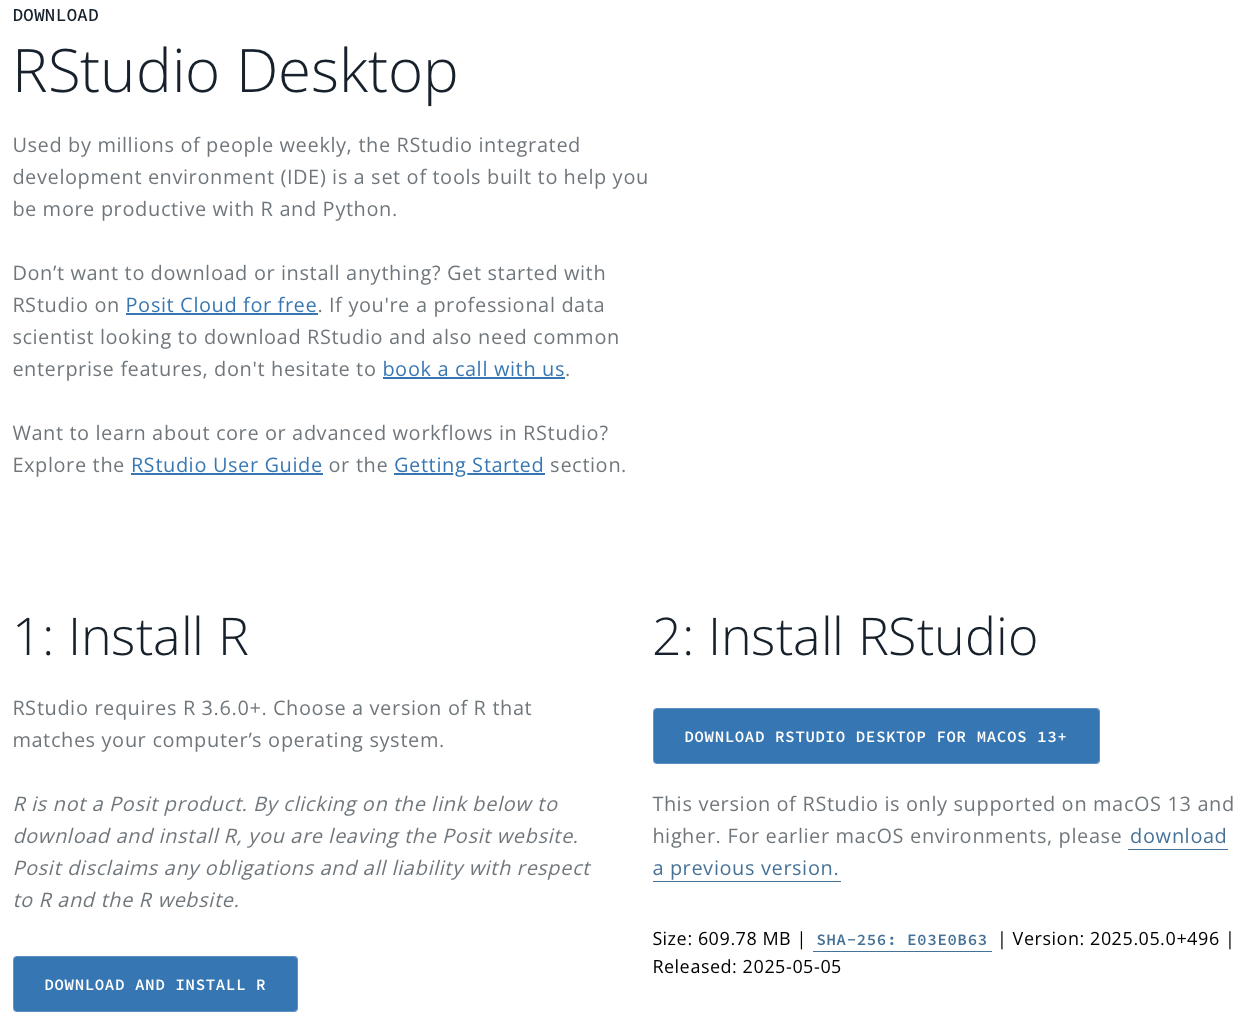 DOWNLOAD
RStudio Desktop
Used by millions of people weekly, the RStudio integrated
development environment (IDE) is a set of tools built to help you
be more productive with R and Python.
Don’t want to download or install anything? Get started with
RStudio on Posit Cloud for free. If you're a professional data
scientist looking to download RStudio and also need common
enterprise features, don't hesitate to book a call with us.
Want to learn about core or advanced workflows in RStudio?
Explore the RStudio User Guide or the Getting Started section.
1: Install R
RStudio requires R 3.6.0+. Choose a version of R that
matches your computer’s operating system.
R is not a Posit product. By clicking on the link below to
download and install R, you are leaving the Posit website.
Posit disclaims any obligations and all liability with respect
to R and the R website.
DOWNLOAD AND INSTALL R
2: Install RStudio
DOWNLOAD RSTUDIO DESKTOP FOR MACOS 13+
This version of RStudio is only supported on macOS 13 and
higher. For earlier macOS environments, please download
a previous version.
Size: 609.78 MB | SHA-256: E03E0B63 | Version: 2025.05.0+496 |
Released: 2025-05-05